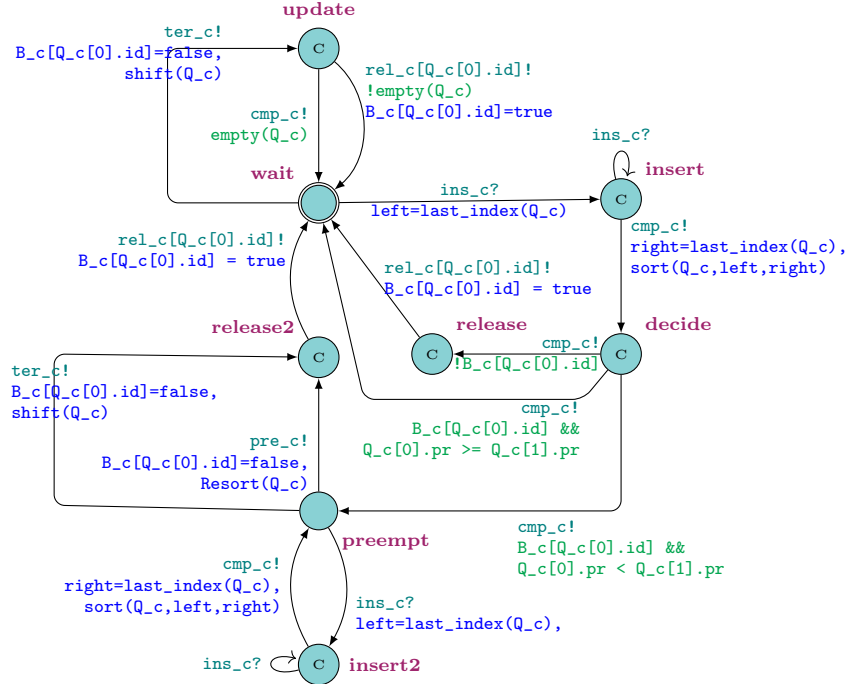 update
ter_c!
B_c[Q_c[0].id]=false,
shift(Q_c)
C
rel_c[Q_c[0].id]!
!empty(Q_c)
B_c[Q_c[0].id]=true
cmp_c!
empty(Q_c)
wait
ins_c?
insert
ins_c?
left=last_index(Q_c)
C
cmp_c!
right=last_index(Q_c),
sort(Q_c,left,right)
rel_c[Q_c[0].id]!
B_c[Q_c[0].id] = true
rel_c[Q_c[0].id]!
B_c[Q_c[0].id] = true
release2
release
decide
C
C
C
cmp_c!
!B_c[Q_c[0].id]
ter_c!
B_c[Q_c[0].id]=false,
shift(Q_c)
cmp_c!
B_c[Q_c[0].id] &&
Q_c[0].pr >= Q_c[1].pr
pre_c!
B_c[Q_c[0].id]=false,
Resort(Q_c)
preempt
cmp_c!
B_c[Q_c[0].id] &&
Q_c[0].pr < Q_c[1].pr
cmp_c!
right=last_index(Q_c),
sort(Q_c,left,right)
ins_c?
left=last_index(Q_c),
ins_c?
C
insert2